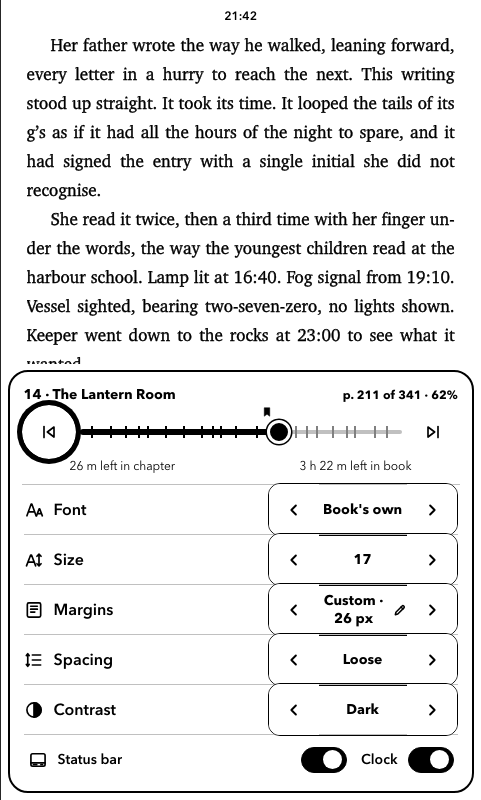 21:42
Her father wrote the way he walked, leaning forward,
every letter in a hurry to reach the next. This writing
stood up straight. It took its time. It looped the tails of its
g’s as if it had all the hours of the night to spare, and it
had signed the entry with a single initial she did not
recognise.
She read it twice, then a third time with her finger un-
der the words, the way the youngest children read at the
harbour school. Lamp lit at 16:40. Fog signal from 19:10.
Vessel sighted, bearing two-seven-zero, no lights shown.
Keeper went down to the rocks at 23:00 to see what it
wanted.
14 · The Lantern Room
p. 211 of 341 · 62%
26 m left in chapter
3 h 22 m left in book
Font
Book's own
Size
17
Margins
Custom ·
26 px
Spacing
Loose
Contrast
Dark
Status bar
Clock